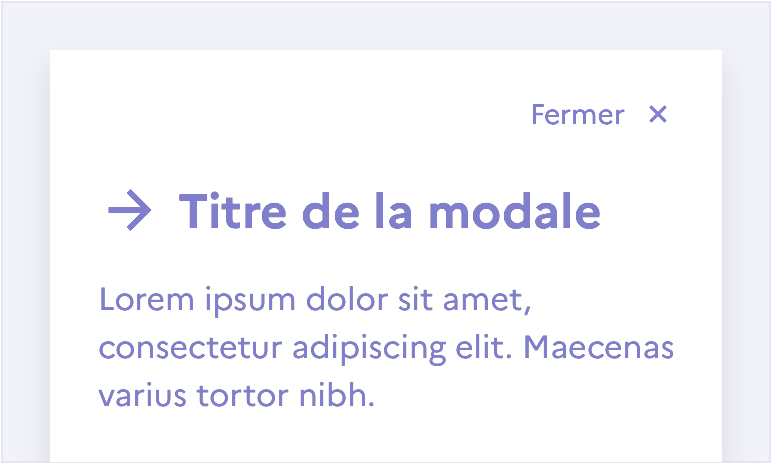 Fermer
Titre de la modale
Lorem ipsum dolor sit amet,
consectetur adipiscing elit. Maecenas
varius tortor nibh.